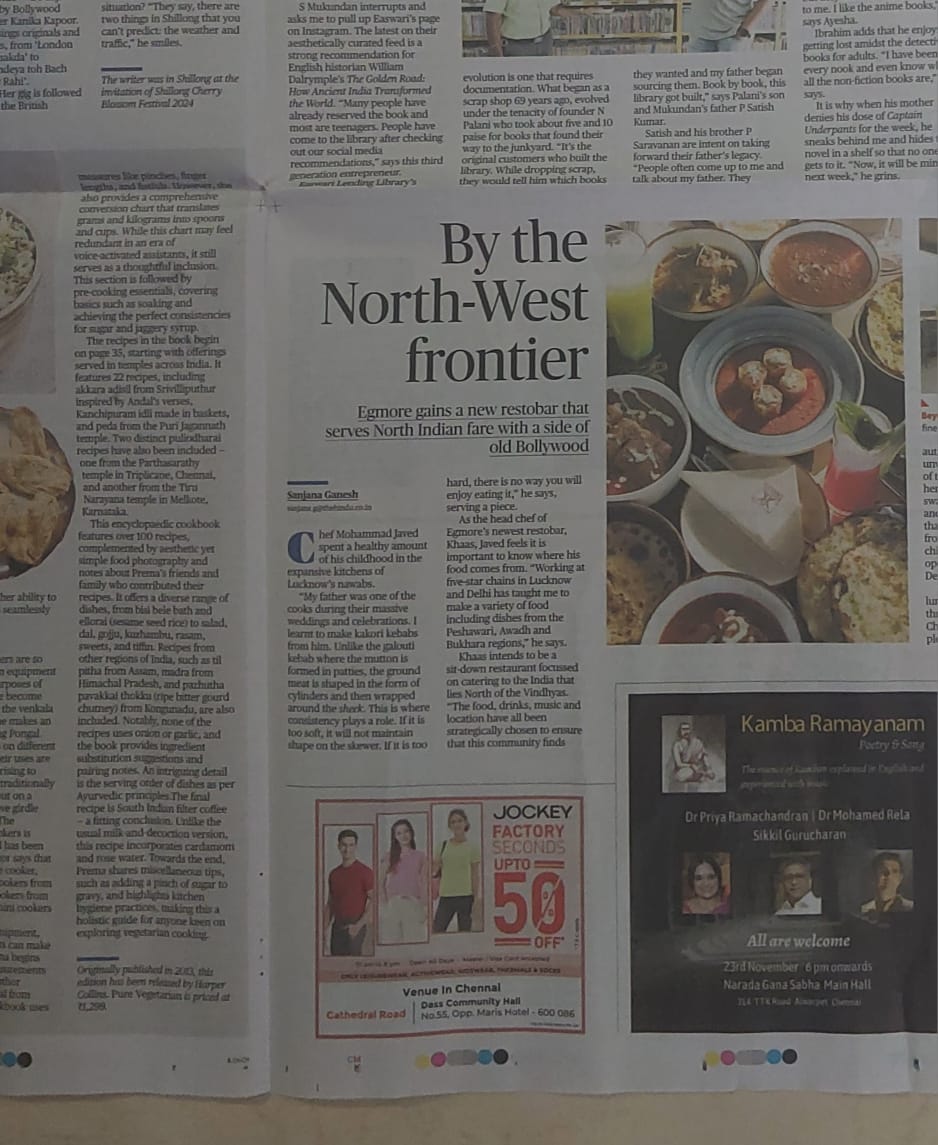 by Bollywood
er Kanika Kapoor.
ings originals and
s, from 'London
makda' to
deya toh Bach
Rahi'.
Her gig is followed
the British
situation? "They say, there are
two things in Shillong that you
can't predict: the weather and
traffic," he smiles.
The writer was in Shillong at the
invitation of Shillong Cherry
Blossom Festival 2024
S Mukundan interrupts and
asks me to pull up Easwari's page
on Instagram. The latest on their
aesthetically curated feed is a
strong recommendation for
English historian William
Dalrymple's The Golden Road:
How Ancient India Transformed
the World. "Many people have
already reserved the book and
most are teenagers. People have
come to the library after checking
out our social media
recommendations," says this third
generation entrepreneur.
Easwari Lending Library's
evolution is one that requires
documentation. What began as a
scrap shop 69 years ago, evolved
under the tenacity of founder N
Palani who took about five and 10
paise for books that found their
way to the junkyard. "It's the
original customers who built the
library. While dropping scrap,
they would tell him which books
they wanted and my father began
sourcing them. Book by book, this
library got built," says Palani's son
and Mukundan's father P Satish
Kumar.
Satish and his brother P
Saravanan are intent on taking
forward their father's legacy.
"People often come up to me and
talk about my father. They
to me. I like the anime books,"
says Ayesha.
Ibrahim adds that he enjoy
getting lost amidst the detecti
books for adults. "I have been
every nook and even know wh
all the non-fiction books are,"
says.
It is why when his mother
denies his dose of Captain
Underpants for the week, he
sneaks behind me and hides
novel in a shelf so that no one
gets to it. "Now, it will be min
next week," he grins.
measures like pinches, finger
lengths, and fistfuls. However, she
also provides a comprehensive
conversion chart that translates
grams and kilograms into spoons
and cups. While this chart may feel
redundant in an era of
voice-activated assistants, it still
serves as a thoughtful inclusion.
This section is followed by
pre-cooking essentials, covering
basics such as soaking and
achieving the perfect consistencies
for sugar and jaggery syrup.
The recipes in the book begin
on page 35, starting with offerings
served in temples across India. It
features 22 recipes, including
akkara adisil from Srivilliputhur
inspired by Andal's verses,
Kanchipuram idli made in baskets,
and peda from the Puri Jagannath
temple. Two distinct puliodharai
recipes have also been included –
one from the Parthasarathy
temple in Triplicane, Chennai,
and another from the Tiru
Narayana temple in Melkote,
Karnataka.
This encyclopaedic cookbook
features over 100 recipes,
complemented by aesthetic yet
simple food photography and
notes about Prema's friends and
family who contributed their
recipes. It offers a diverse range of
dishes, from bisi bele bath and
ellorai (sesame seed rice) to salad,
dal, gojju, kuzhambu, rasam,
sweets, and tiffin. Recipes from
other regions of India, such as til
pitha from Assam, madra from
Himachal Pradesh, and pazhutha
pavakkai thokku (ripe bitter gourd
chutney) from Kongunadu, are also
included. Notably, none of the
recipes uses onion or garlic, and
the book provides ingredient
substitution suggestions and
pairing notes. An intriguing detail
is the serving order of dishes as per
Ayurvedic principles.The final
recipe is South Indian filter coffee
– a fitting conclusion. Unlike the
usual milk-and-decoction version,
this recipe incorporates cardamom
and rose water. Towards the end,
Prema shares miscellaneous tips,
such as adding a pinch of sugar to
gravy, and highlights kitchen
hygiene practices, making this a
holistic guide for anyone keen on
exploring vegetarian cooking.
Originally published in 2013, this
edition has been released by Harper
Collins. Pure Vegetarian is priced at
₹1,299.
her ability to
seamlessly
ers are so
n equipment
rposes of
become
the venkala
e makes an
g Pongal.
on different
eir uses are
rising to
traditionally
ut on a
ve girdle
The
okers is
l has been
or says that
e cooker,
ookers from
okers from
ini cookers
uipment,
s can make
na begins
urements
ther
al from
kbook uses
By the
North-West
frontier
Egmore gains a new restobar that
serves North Indian fare with a side of
old Bollywood
Sanjana Ganesh
sanjana.g@thehindu.co.in
Chef Mohammad Javed
spent a healthy amount
of his childhood in the
expansive kitchens of
Lucknow's nawabs.
"My father was one of the
cooks during their massive
weddings and celebrations. I
learnt to make kakori kebabs
from him. Unlike the galouti
kebab where the mutton is
formed in patties, the ground
meat is shaped in the form of
cylinders and then wrapped
around the sheek. This is where
consistency plays a role. If it is
too soft, it will not maintain
shape on the skewer. If it is too
hard, there is no way you will
enjoy eating it," he says,
serving a piece.
As the head chef of
Egmore's newest restobar,
Khaas, Javed feels it is
important to know where his
food comes from. "Working at
five-star chains in Lucknow
and Delhi has taught me to
make a variety of food
including dishes from the
Peshawari, Awadh and
Bukhara regions," he says.
Khaas intends to be a
sit-down restaurant focussed
on catering to the India that
lies North of the Vindhyas.
"The food, drinks, music and
location have all been
strategically chosen to ensure
that this community finds
Bey
fine
aut
un
of t
her
sw
and
tha
fro
chi
op
De
lur
thr
Ch
pl
JOCKEY
FACTORY
SECONDS
UPTO
50%
OFF*
ONLY LEISUREWEAR, ACTIVEWEAR, KIDSWEAR, THERMALS & SOCKS
Venue In Chennai
Cathedral Road
Dass Community Hall
No.55, Opp. Maris Hotel - 600 086
Kamba Ramayanam
Poetry & Song
The essence of Kamban explained in English and
experienced with music
Dr Priya Ramachandran | Dr Mohamed Rela
Sikkil Gurucharan
All are welcome
23rd November 6 pm onwards
Narada Gana Sabha Main Hall
314, TTK Road, Alwarpet, Chennai
CM